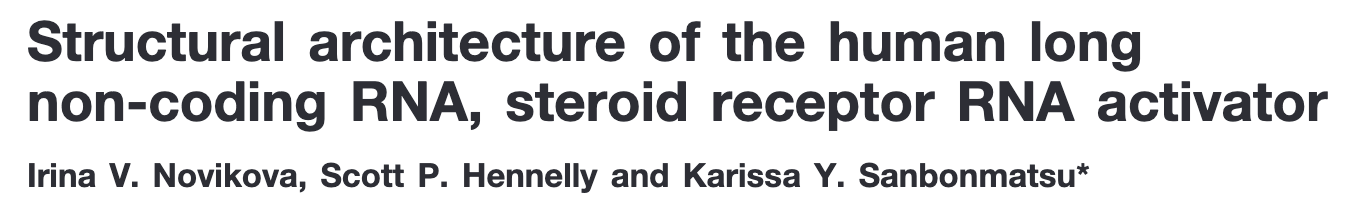 Structural architecture of the human long
non-coding RNA, steroid receptor RNA activator
Irina V. Novikova, Scott P. Hennelly and Karissa Y. Sanbonmatsu*